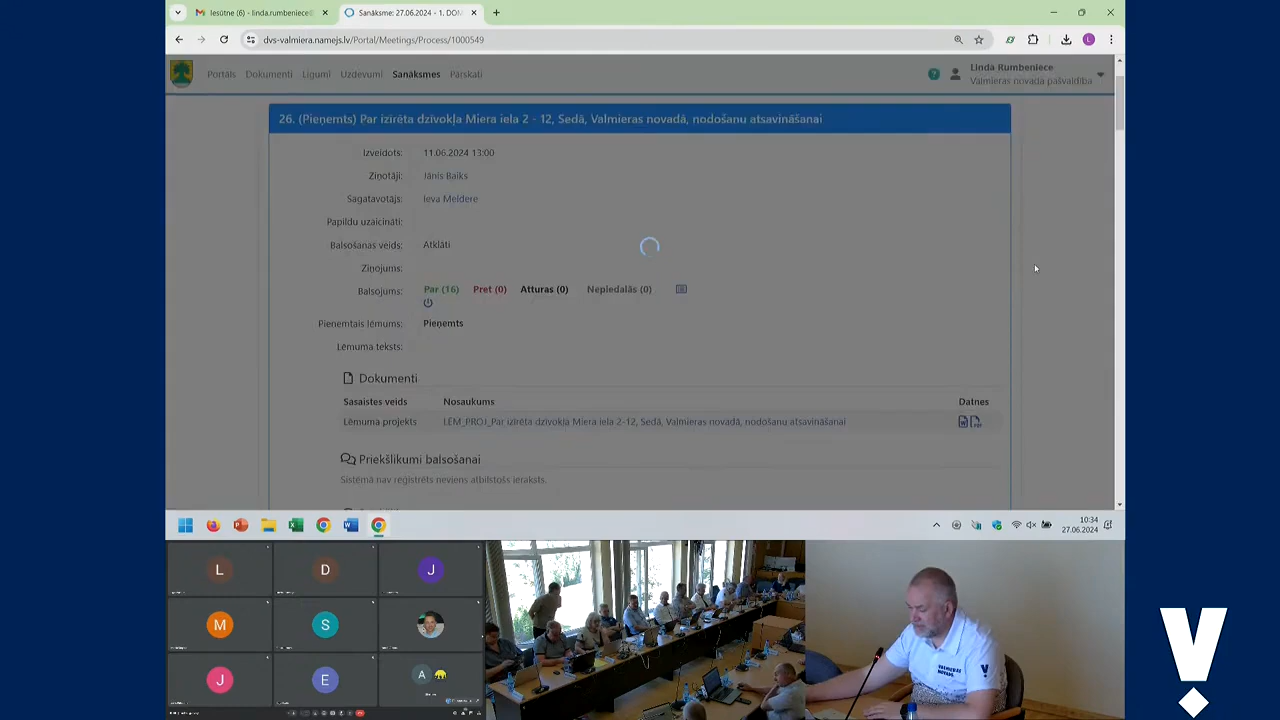 Iesūtne (6) - linda.rumbeniece@
Sanāksme: 27.06.2024 - 1. DOM
dvs-valmiera.namejs.lv/Portal/Meetings/Process/1000549
L
Portāls Dokumenti Līgumi Uzdevumi Sanāksmes Pārskati
Linda Rumbeniece
Valmieras novada pašvaldība
26. (Pieņemts) Par izīrēta dzīvokļa Miera iela 2 - 12, Sedā, Valmieras novadā, nodošanu atsavināšanai
Izveidots: 11.06.2024 13:00
Ziņotāji: Jānis Baiks
Sagatavotājs: Ieva Meldere
Papildu uzaicināti:
Balsošanas veids: Atklāti
Ziņojums:
Balsojums: Par (16) Pret (0) Atturas (0) Nepiedalās (0)
Pieņemtais lēmums: Pieņemts
Lēmuma teksts:
Dokumenti
Sasaistes veids Nosaukums Datnes
Lēmuma projekts LEM_PROJ_Par izīrēta dzīvokļa Miera iela 2-12, Sedā, Valmieras novadā, nodošanu atsavināšanai
Priekšlikumi balsošanai
Sistēmā nav reģistrēts neviens atbilstošs ieraksts.
10:34
27.06.2024
L D J
M S
J E A
VALMIERAS
NOVADS